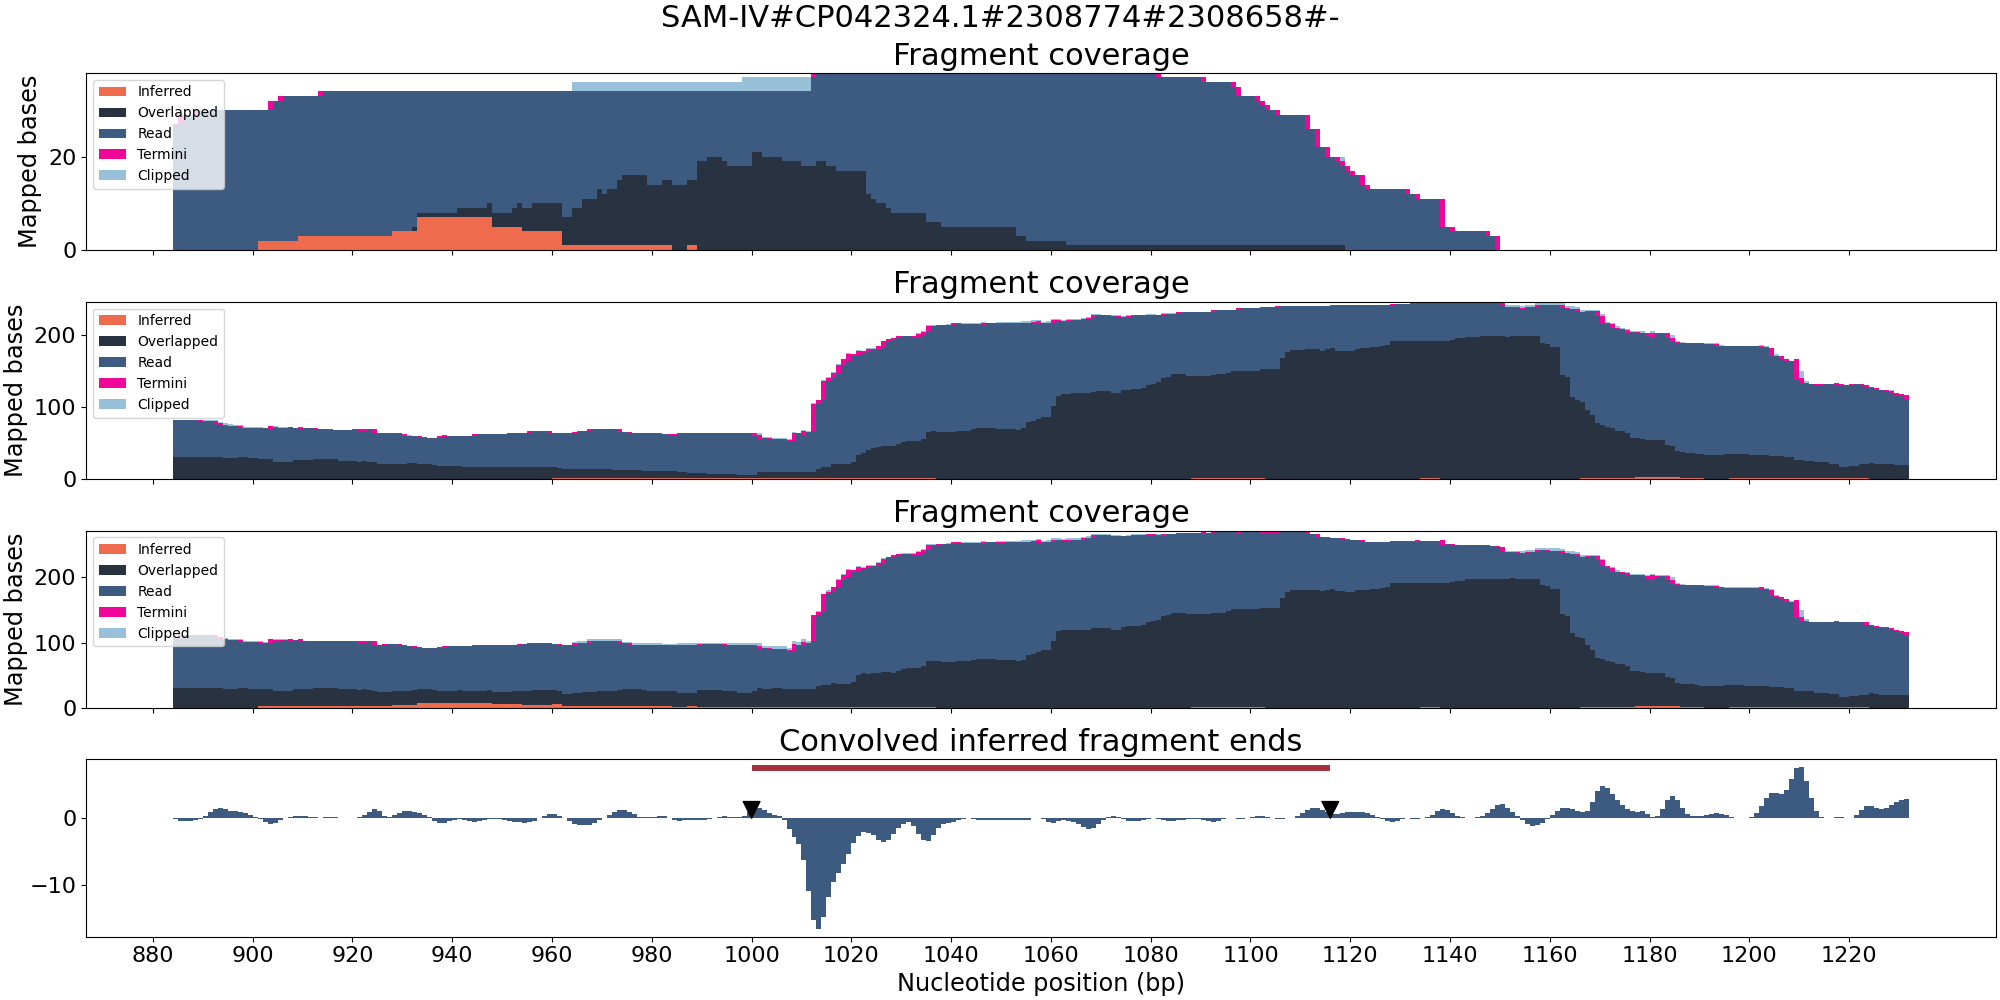 SAM-IV#CP042324.1#2308774#2308658#-
Fragment coverage
Mapped bases
20
0
Inferred
Overlapped
Read
Termini
Clipped
Fragment coverage
Mapped bases
200
100
0
Inferred
Overlapped
Read
Termini
Clipped
Fragment coverage
Mapped bases
200
100
0
Inferred
Overlapped
Read
Termini
Clipped
Convolved inferred fragment ends
0
−10
880 900 920 940 960 980 1000 1020 1040 1060 1080 1100 1120 1140 1160 1180 1200 1220
Nucleotide position (bp)